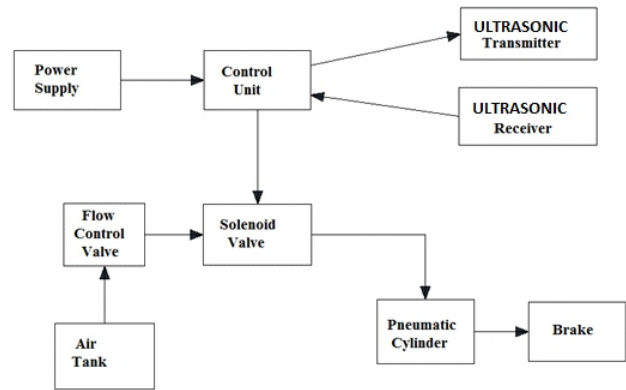 ULTRASONIC
Transmitter
Power
Supply
Control
Unit
ULTRASONIC
Receiver
Flow
Control
Valve
Solenoid
Valve
Air
Tank
Pneumatic
Cylinder
Brake